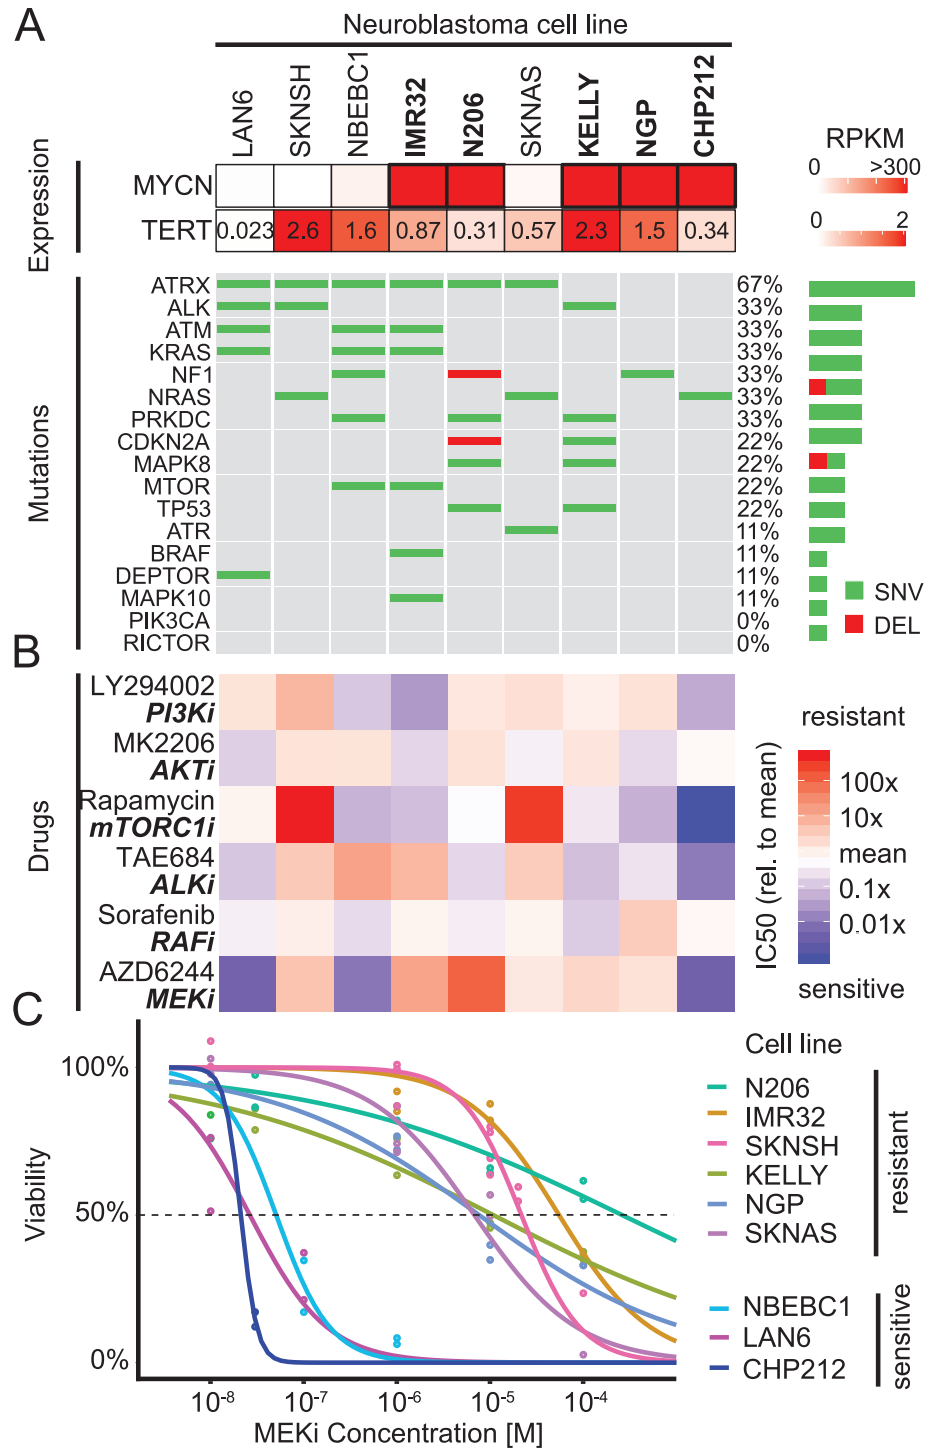 A
Neuroblastoma cell line
LAN6
SKNSH
NBEBC1
IMR32
N206
SKNAS
KELLY
NGP
CHP212
Expression
MYCN
TERT
0.023 2.6 1.6 0.87 0.31 0.57 2.3 1.5 0.34
RPKM
0 >300
0 2
Mutations
ATRX 67%
ALK 33%
ATM 33%
KRAS 33%
NF1 33%
NRAS 33%
PRKDC 33%
CDKN2A 22%
MAPK8 22%
MTOR 22%
TP53 22%
ATR 11%
BRAF 11%
DEPTOR 11%
MAPK10 11%
PIK3CA 0%
RICTOR 0%
SNV
DEL
B
Drugs
LY294002
PI3Ki
MK2206
AKTi
Rapamycin
mTORC1i
TAE684
ALKi
Sorafenib
RAFi
AZD6244
MEKi
IC50 (rel. to mean)
resistant
100x
10x
mean
0.1x
0.01x
sensitive
C
Viability
100%
50%
0%
10-8 10-7 10-6 10-5 10-4
MEKi Concentration [M]
Cell line
N206
IMR32
SKNSH
KELLY
NGP
SKNAS
resistant
NBEBC1
LAN6
CHP212
sensitive